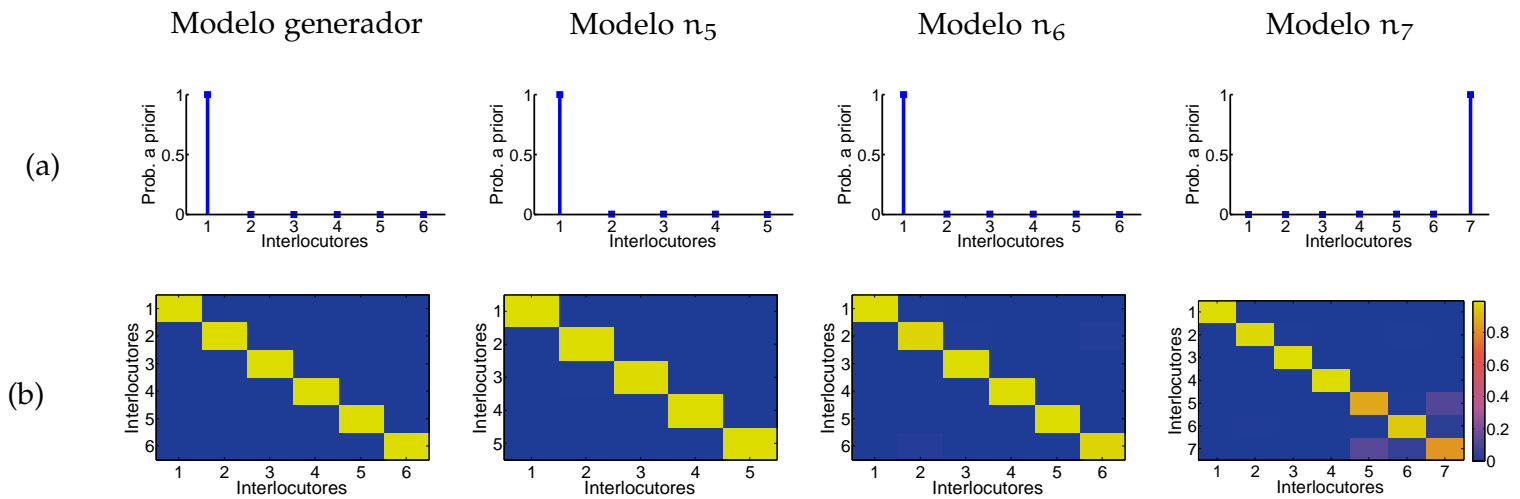 Modelo generador
Modelo n5
Modelo n6
Modelo n7
(a)
Prob. a priori
1
0.5
0
1 2 3 4 5 6
Interlocutores
Prob. a priori
1
0.5
0
1 2 3 4 5
Interlocutores
Prob. a priori
1
0.5
0
1 2 3 4 5 6
Interlocutores
Prob. a priori
1
0.5
0
1 2 3 4 5 6 7
Interlocutores
(b)
Interlocutores
1
2
3
4
5
6
1 2 3 4 5 6
Interlocutores
Interlocutores
1
2
3
4
5
1 2 3 4 5
Interlocutores
Interlocutores
1
2
3
4
5
6
1 2 3 4 5 6
Interlocutores
Interlocutores
1
2
3
4
5
6
7
1 2 3 4 5 6 7
Interlocutores
0.8
0.6
0.4
0.2
0